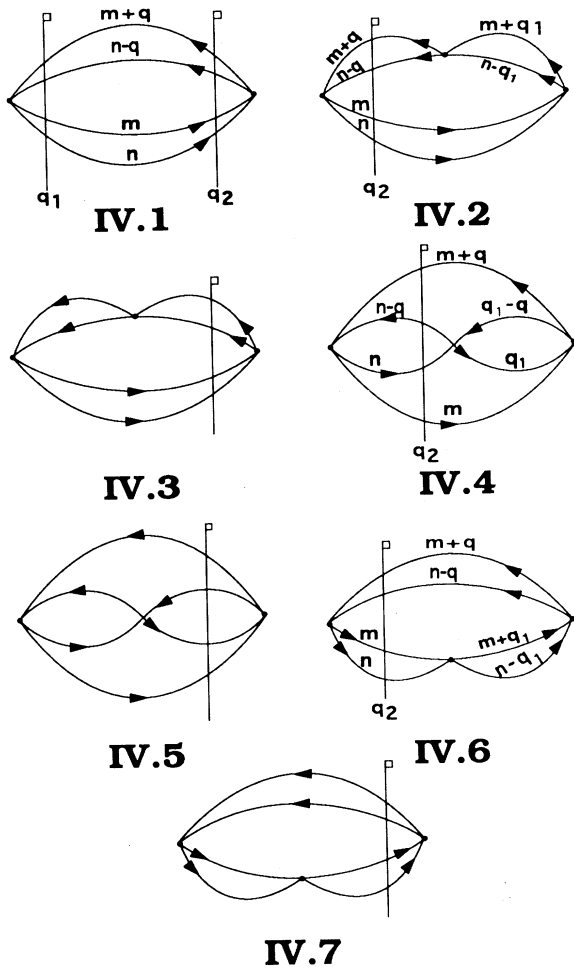 m+q
n-q
m
n
q1
q2
IV.1
m+q
n-q
m+q1
n-q1
m
n
q2
IV.2
IV.3
m+q
n-q
q1-q
n
q1
m
q2
IV.4
IV.5
m+q
n-q
m
n
m+q1
n-q1
q2
IV.6
IV.7